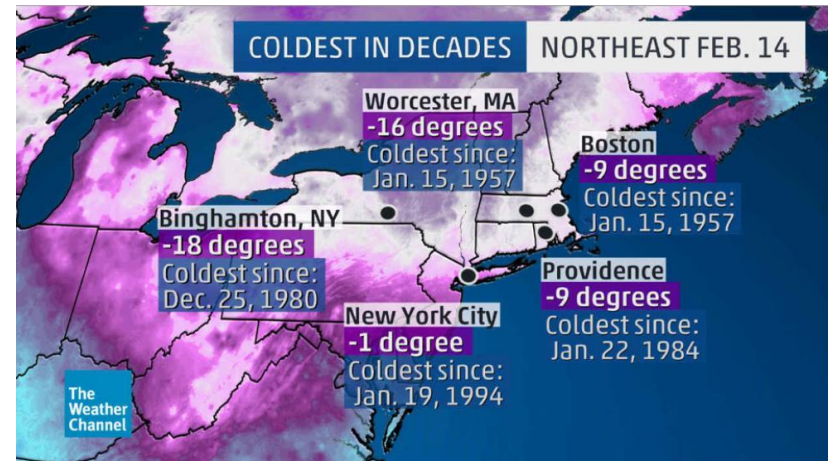 COLDEST IN DECADES
NORTHEAST FEB. 14
Worcester, MA
-16 degrees
Coldest since:
Jan. 15, 1957
Boston
-9 degrees
Coldest since:
Jan. 15, 1957
Binghamton, NY
-18 degrees
Coldest since:
Dec. 25, 1980
Providence
-9 degrees
Coldest since:
Jan. 22, 1984
New York City
-1 degree
Coldest since:
Jan. 19, 1994
The
Weather
Channel